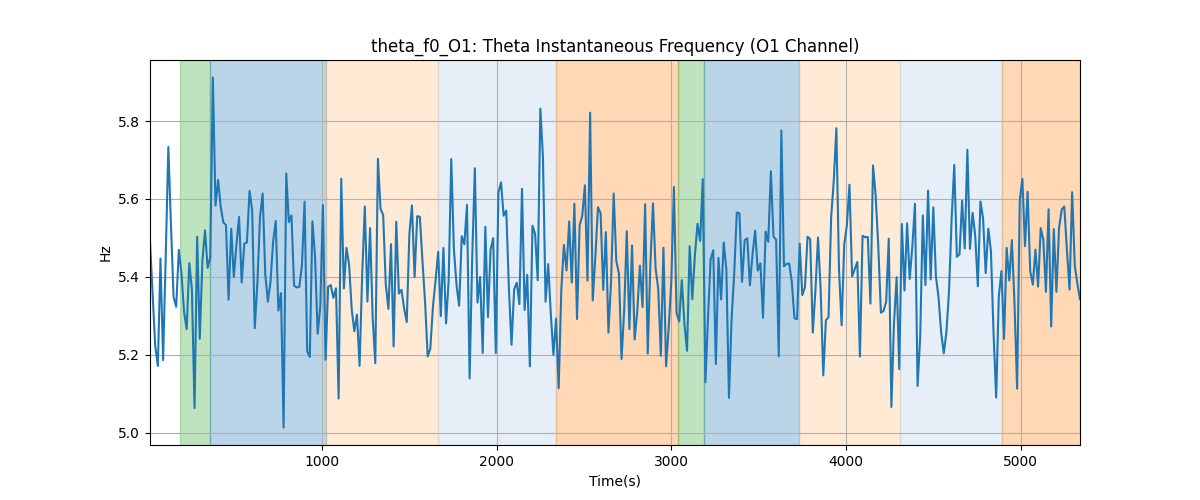 theta_f0_O1: Theta Instantaneous Frequency (O1 Channel)
Hz
5.8
5.6
5.4
5.2
5.0
1000 2000 3000 4000 5000
Time(s)